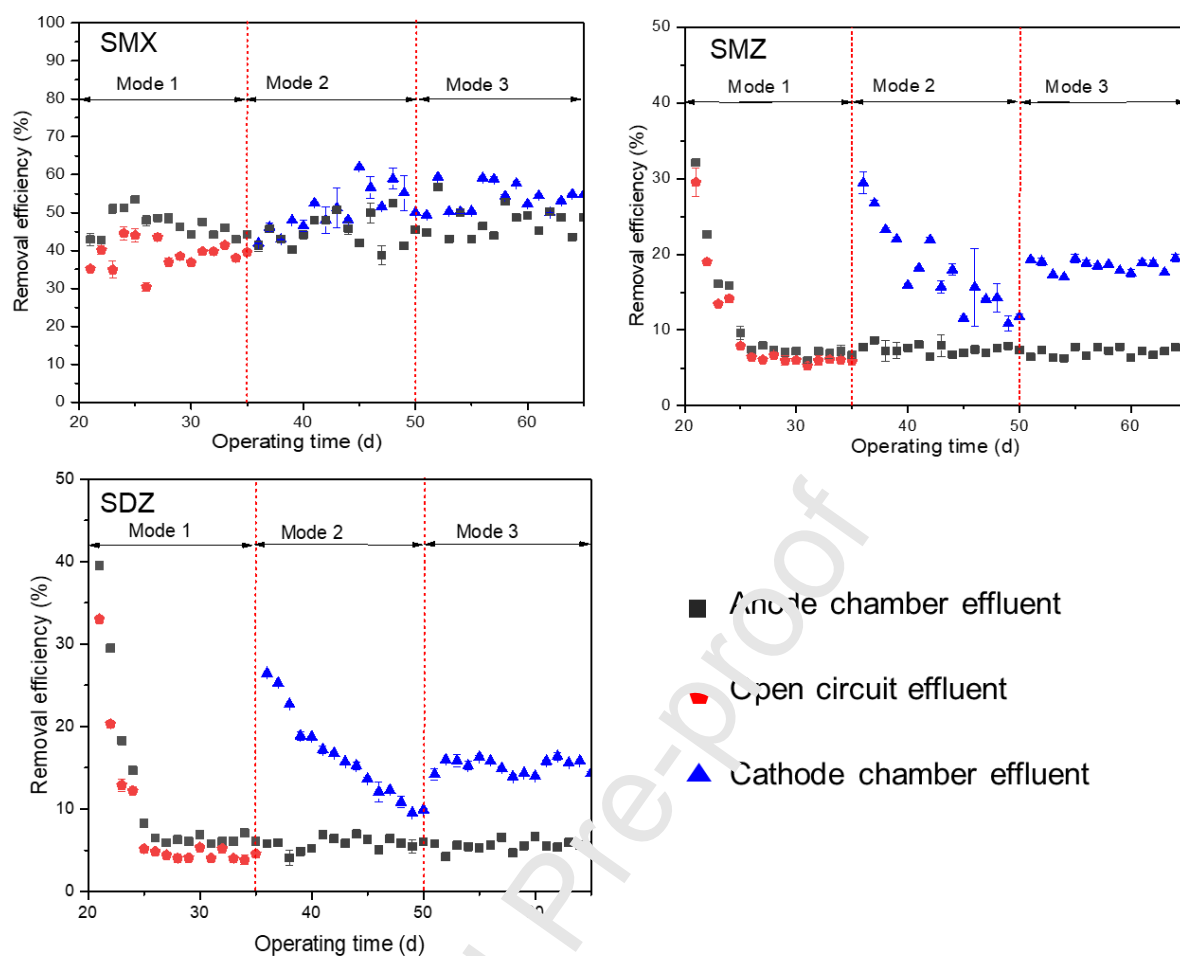 SMX
Mode 1
Mode 2
Mode 3
Removal efficiency (%)
100
90
80
70
60
50
40
30
20
10
0
20
30
40
50
60
Operating time (d)
SMZ
Mode 1
Mode 2
Mode 3
Removal efficiency (%)
50
40
30
20
10
0
20
30
40
50
60
Operating time (d)
SDZ
Mode 1
Mode 2
Mode 3
Removal efficiency (%)
50
40
30
20
10
0
20
30
40
50
Operating time (d)
Anode chamber effluent
Open circuit effluent
Cathode chamber effluent
Pre-proof